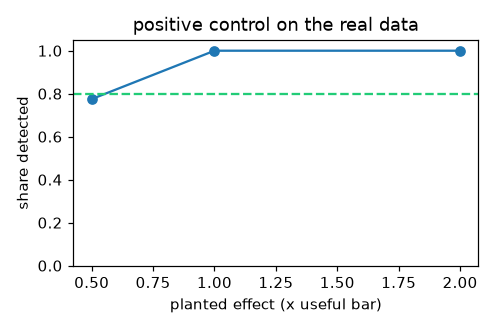 positive control on the real data
1.0
0.8
0.6
0.4
0.2
0.0
share detected
0.50 0.75 1.00 1.25 1.50 1.75 2.00
planted effect (x useful bar)